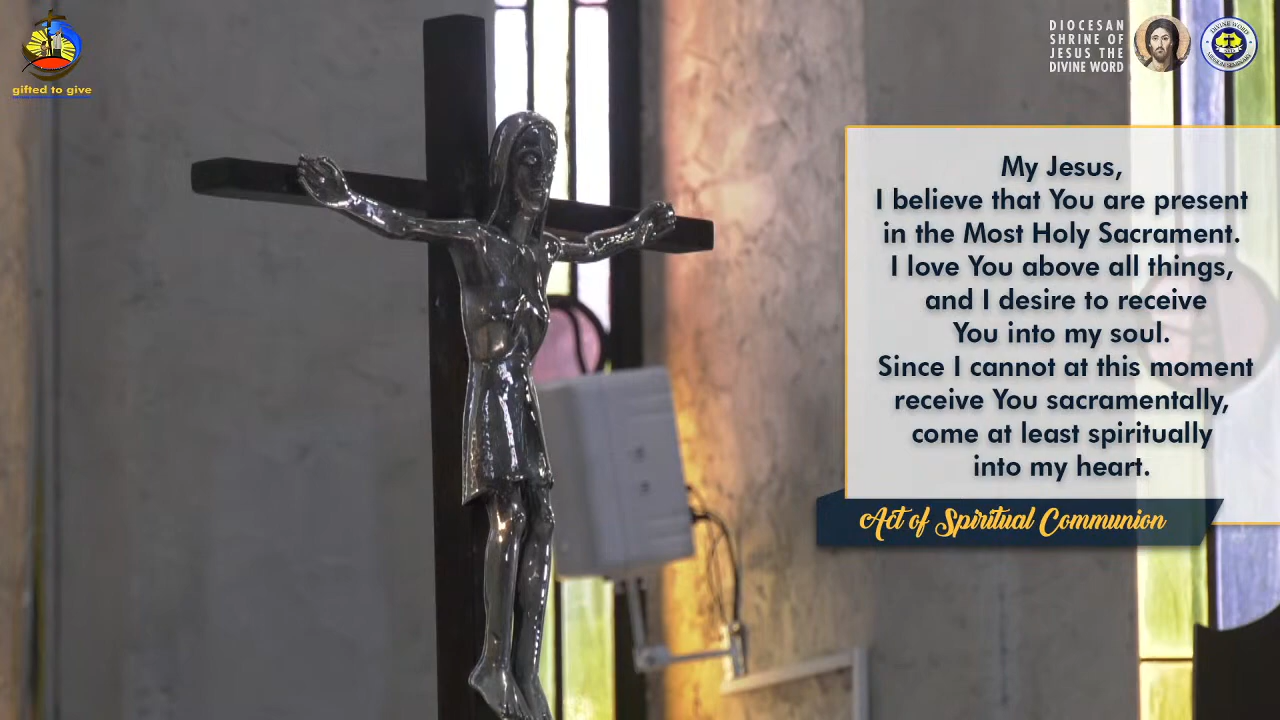 gifted to give
DIOCESAN
SHRINE OF
JESUS THE
DIVINE WORD
My Jesus,
I believe that You are present
in the Most Holy Sacrament.
I love You above all things,
and I desire to receive
You into my soul.
Since I cannot at this moment
receive You sacramentally,
come at least spiritually
into my heart.
Act of Spiritual Communion